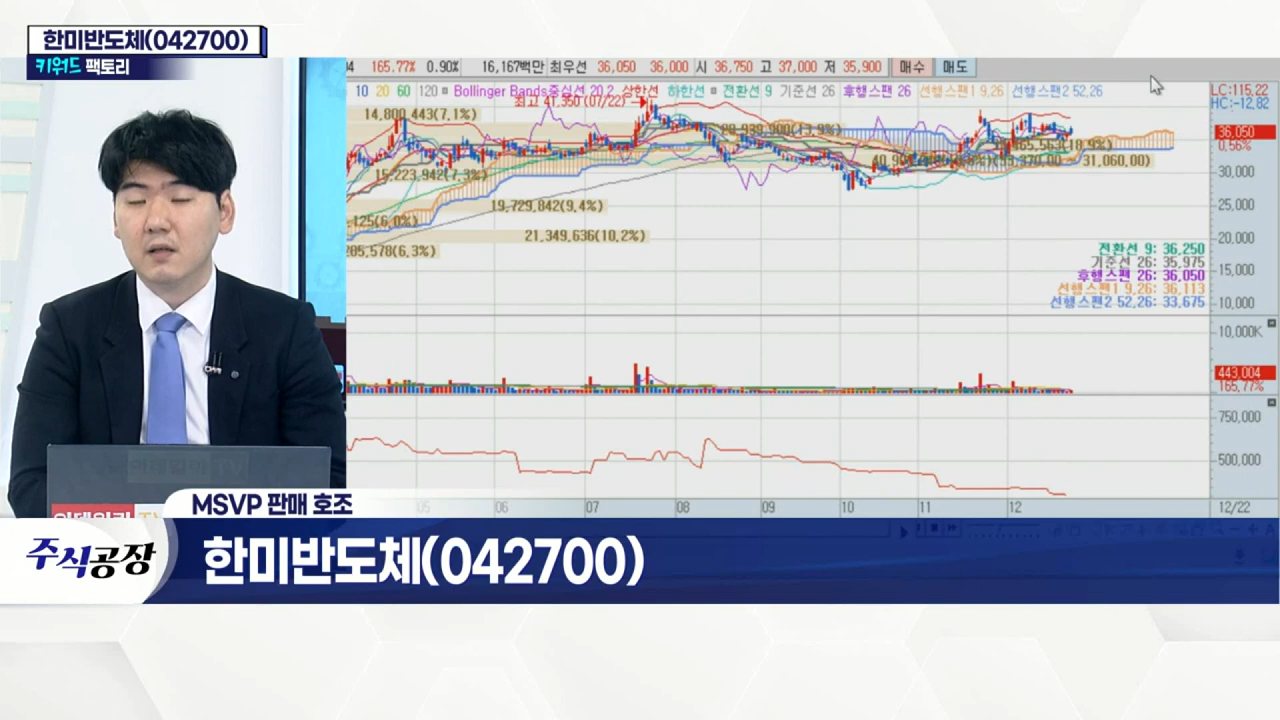 한미반도체(042700)
키워드 팩토리
165.77% 0.90% 16,167백만 최우선 36,050 36,000 시 36,750 고 37,000 저 35,900 매수 매도
10 20 60 120 Bollinger Bands중심선 20,2 상한선 하한선 전환선 9 기준선 26 후행스팬 26 선행스팬1 9,26 선행스팬2 52,26
LC:115,22
HC:-12,82
최고 41,350 (07/22)
14,800,443(7,1%)
36,050
0,56%
31,060,00)
15,223,942(7,3%)
30,000
19,729,842(9,4%)
25,000
125(6,0%)
21,349,636(10,2%)
20,000
05,578(6,3%)
전환선 9: 36,250
기준선 26: 35,975
후행스팬 26: 36,050
선행스팬1 9,26: 36,113
선행스팬2 52,26: 33,675
15,000
10,000
10,000K
443,004
165,77%
750,000
500,000
05 06 07 08 09 10 11 12 12/22
MSVP 판매 호조
주식공장
한미반도체(042700)